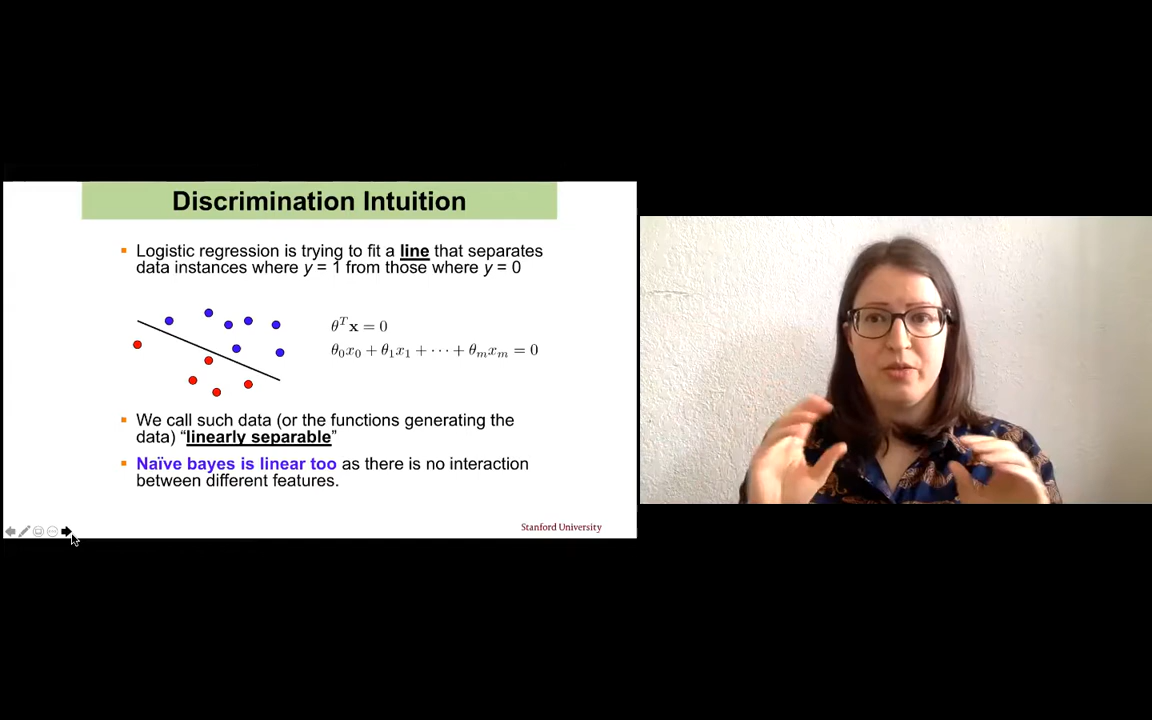 Discrimination Intuition
Logistic regression is trying to fit a line that separates
data instances where y = 1 from those where y = 0
θᵀx = 0
θ₀x₀ + θ₁x₁ + ··· + θₘxₘ = 0
We call such data (or the functions generating the
data) “linearly separable”
Naïve bayes is linear too as there is no interaction
between different features.
Stanford University